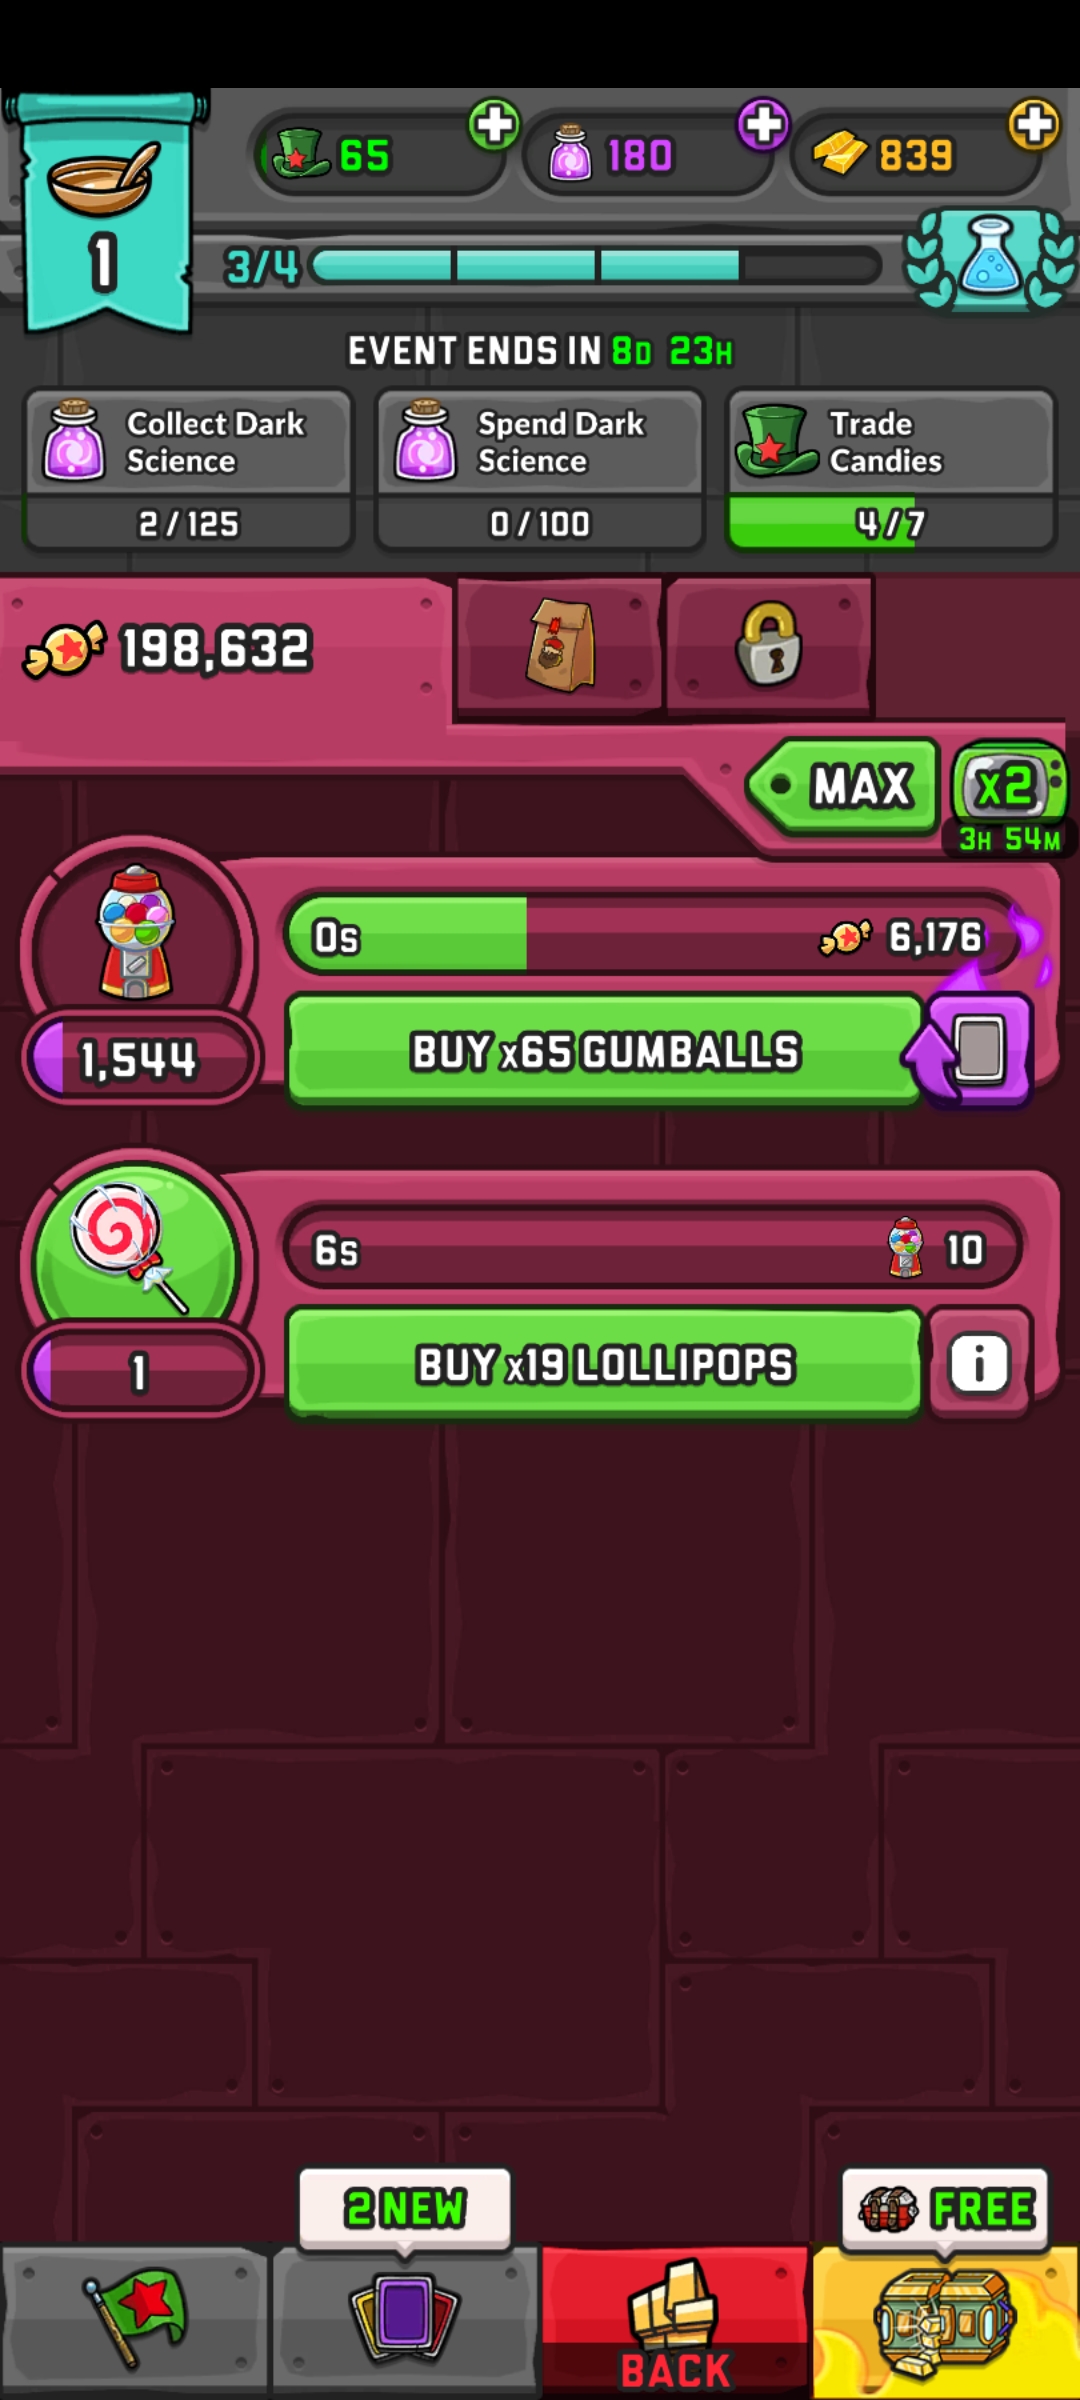 65
180
839
1
3/4
EVENT ENDS IN 8D 23H
Collect Dark
Science
2/125
Spend Dark
Science
0/100
Trade
Candies
4/7
198,632
MAX
x2
3H 54M
0s
6,176
1,544
BUY x65 GUMBALLS
6s
10
1
BUY x19 LOLLIPOPS
i
2 NEW
FREE
BACK